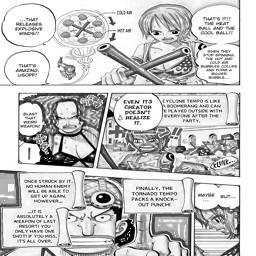 THAT'S IT!!!
THE HEAT
BALL AND
THE COOL
BALL!!
WHEN THEY
STOP SPINNING,
THE HOT
AND COLD AIR
BUBBLES COLLIDE
AND FORM A
BIGGER
BUBBLE...
COLD AIR
HOT AIR
...THAT
RELEASES
EXPLOSIVE
WINDS!!
THAT'S
AMAZING,
USOPP!
CYCLONE TEMPO IS LIKE
A BOOMERANG AND CAN
BE PLAYED OUTSIDE WITH
EVERYONE AFTER THE
PARTY.
EVEN ITS
CREATOR
DOESN'T
REALIZE
IT.
BLAST
THAT
WEIRD
WEAPON!
MAYBE
...
BUT...
FINALLY, THE
TORNADO TEMPO
PACKS A KNOCK-
OUT PUNCH!
ONCE STRUCK BY IT,
NO HUMAN ENEMY
WILL BE ABLE TO
GET UP AGAIN,
HOWEVER...
...IT IS
ABSOLUTELY A
WEAPON OF LAST
RESORT! YOU
ONLY HAVE ONE
SHOT! IF YOU MISS,
IT'S ALL OVER.